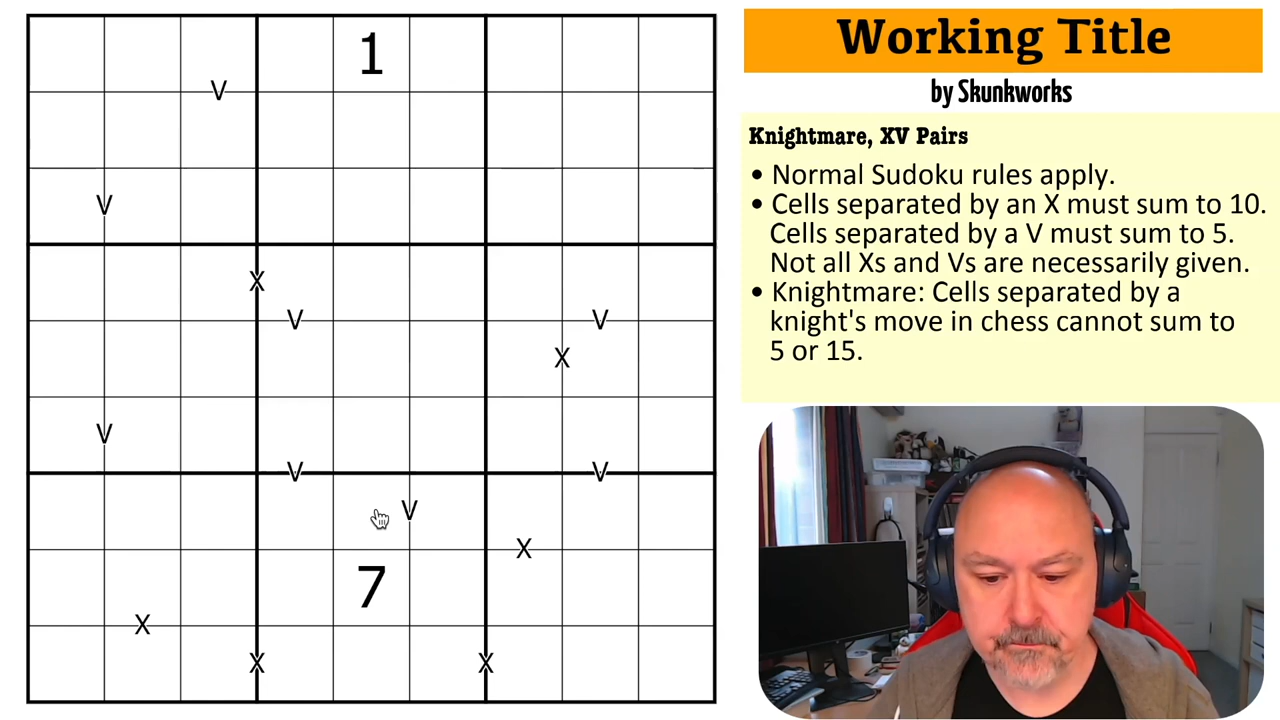 Working Title
by Skunkworks
Knightmare, XV Pairs
• Normal Sudoku rules apply.
• Cells separated by an X must sum to 10.
Cells separated by a V must sum to 5.
Not all Xs and Vs are necessarily given.
• Knightmare: Cells separated by a
knight's move in chess cannot sum to
5 or 15.
1
V
V
X
V V
X
V
V V
V
X
7
X
X X